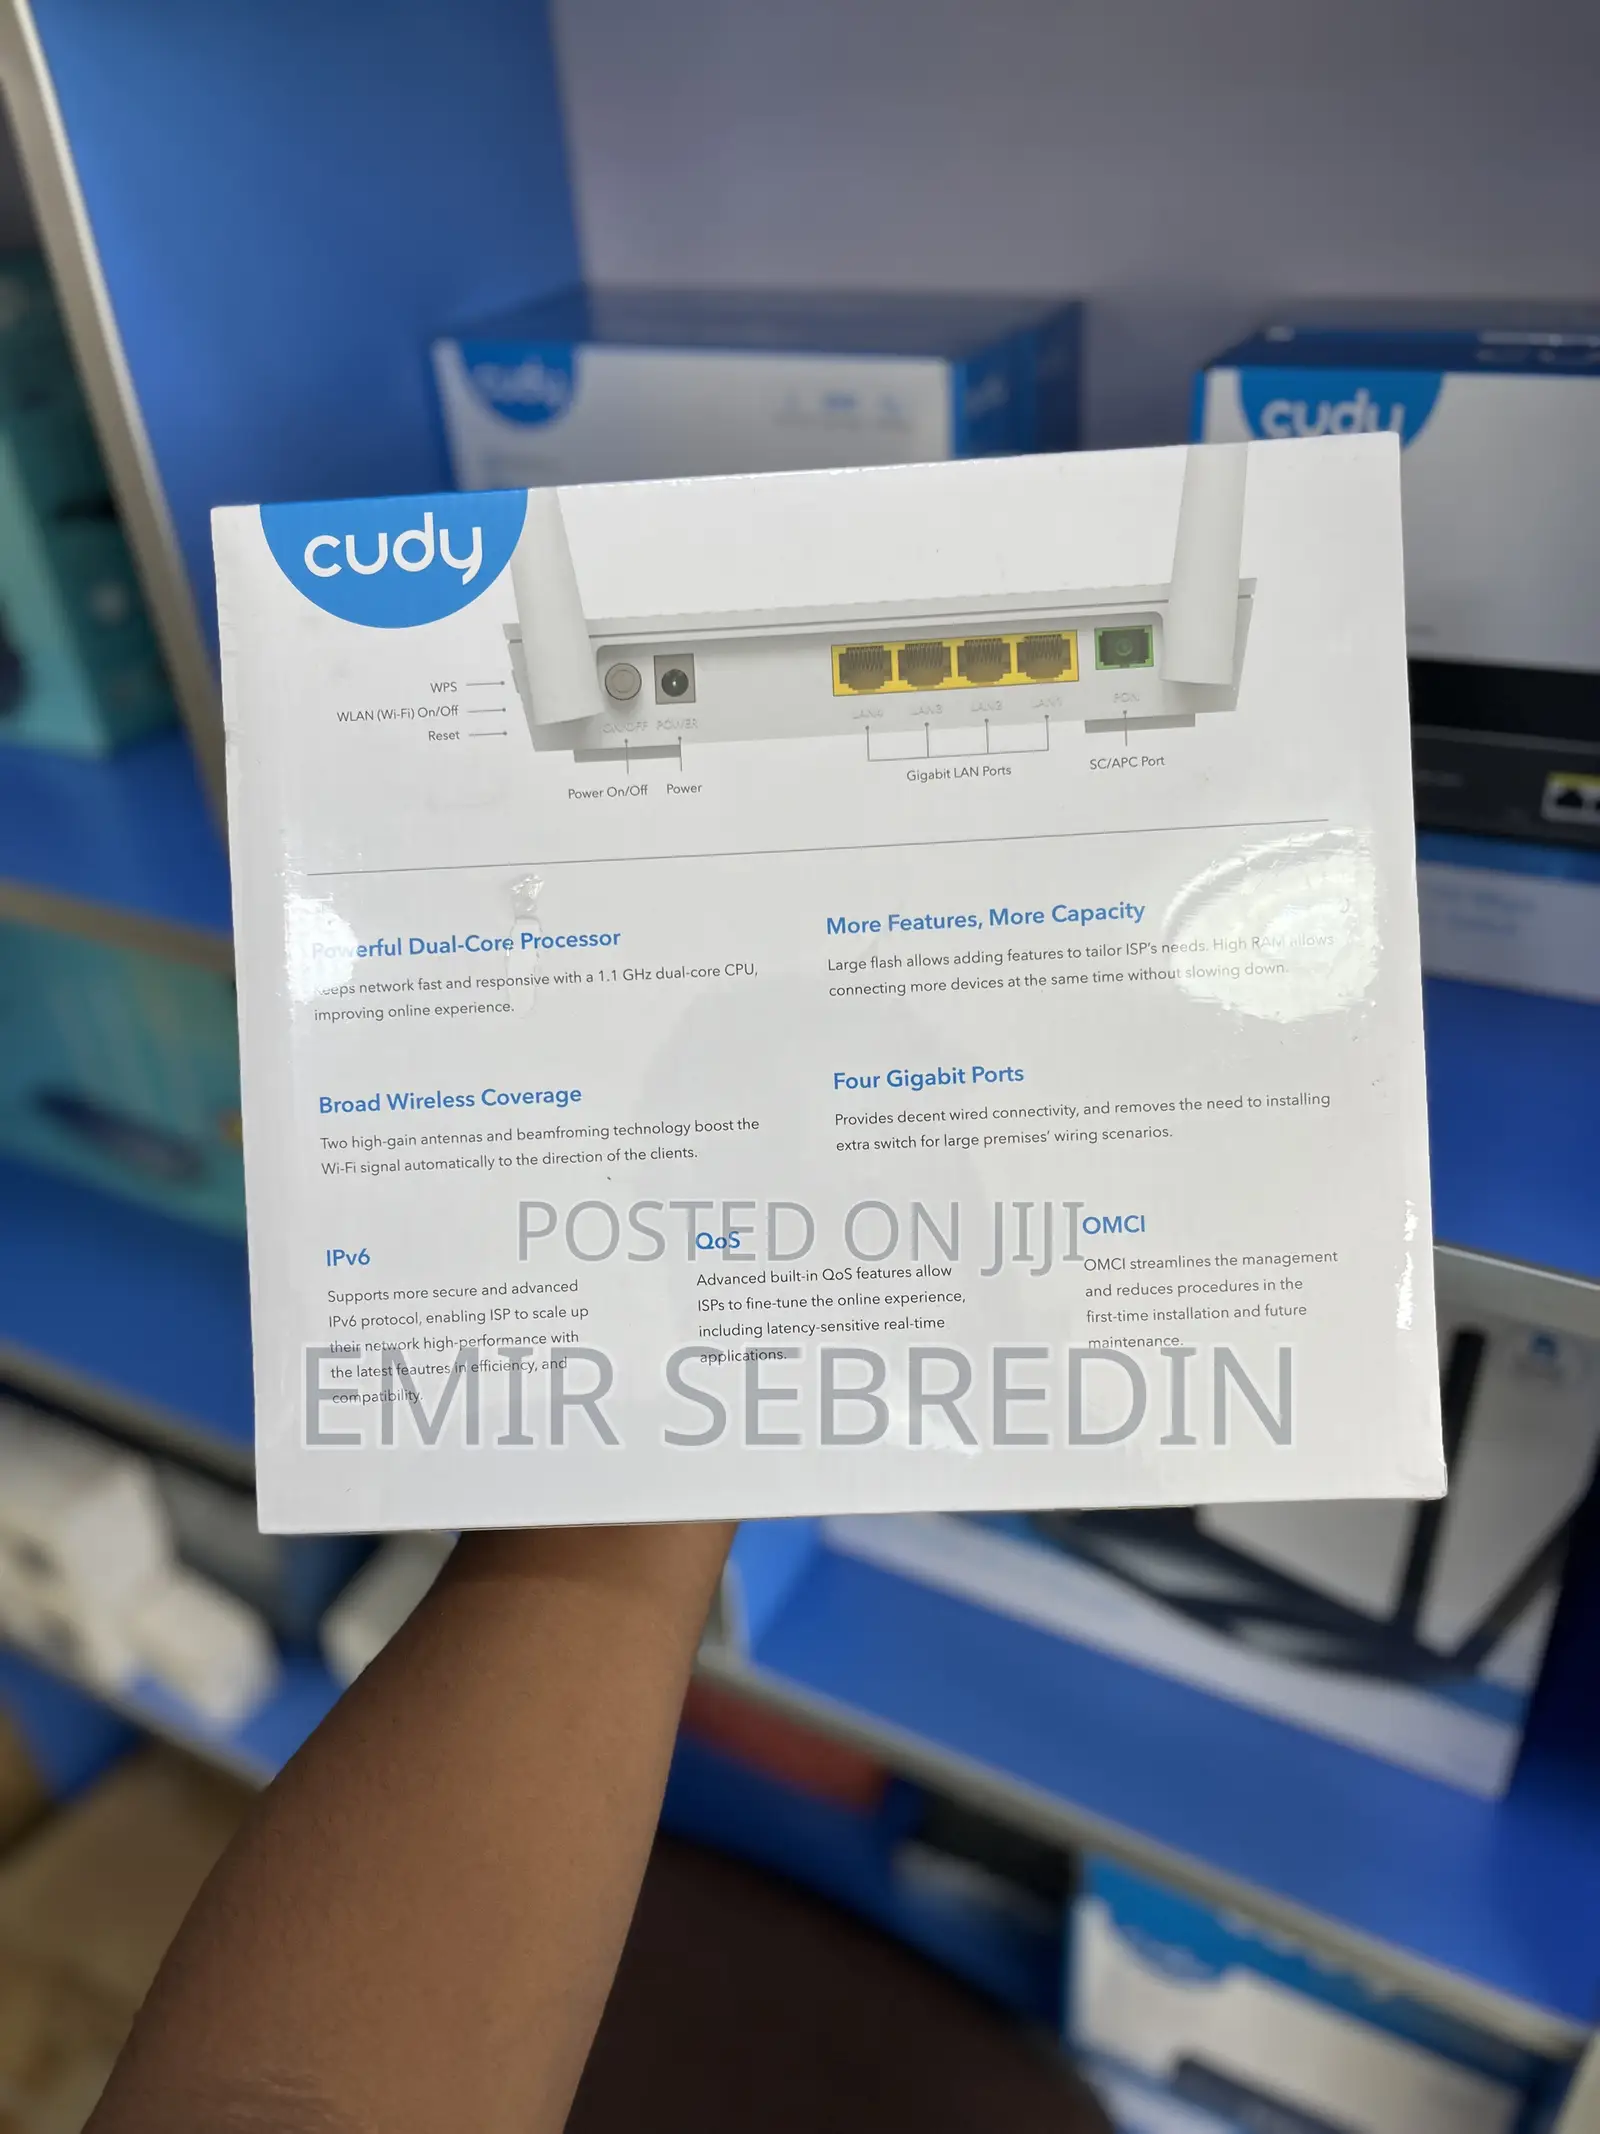 cudy
cudy
cudy
WPS
WLAN (Wi-Fi) On/Off
Reset
ON/OFF POWER
LAN4 LAN3 LAN2 LAN1
PON
Power On/Off Power
Gigabit LAN Ports
SC/APC Port
Powerful Dual-Core Processor
Keeps network fast and responsive with a 1.1 GHz dual-core CPU,
improving online experience.
More Features, More Capacity
Large flash allows adding features to tailor ISP's needs. High RAM allows
connecting more devices at the same time without slowing down.
Broad Wireless Coverage
Two high-gain antennas and beamfroming technology boost the
Wi-Fi signal automatically to the direction of the clients.
Four Gigabit Ports
Provides decent wired connectivity, and removes the need to installing
extra switch for large premises' wiring scenarios.
IPv6
Supports more secure and advanced
IPv6 protocol, enabling ISP to scale up
their network high-performance with
the latest feautres in efficiency, and
compatibility.
QoS
Advanced built-in QoS features allow
ISPs to fine-tune the online experience,
including latency-sensitive real-time
applications.
OMCI
OMCI streamlines the management
and reduces procedures in the
first-time installation and future
maintenance.
POSTED ON JIJI
EMIR SEBREDIN